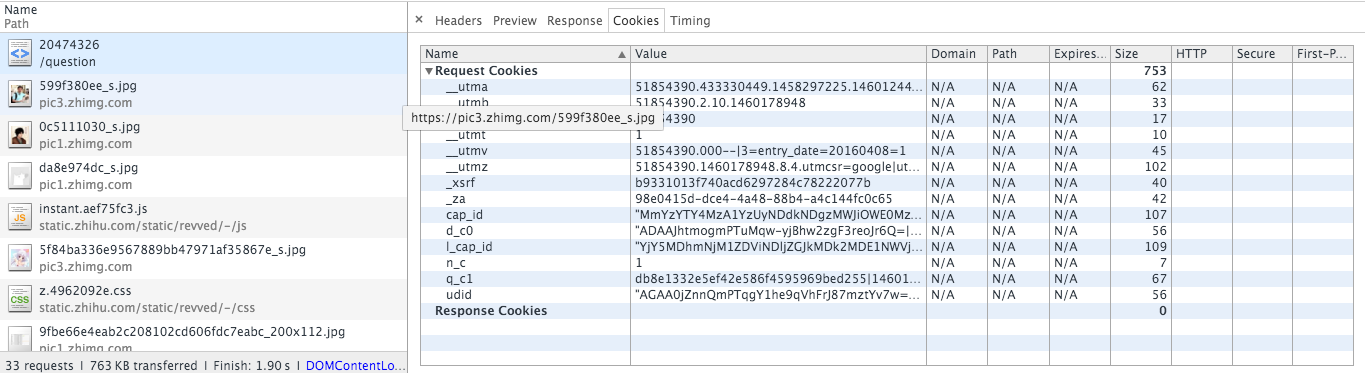 Name
Path
20474326
/question
599f380ee_s.jpg
pic3.zhimg.com
0c5111030_s.jpg
pic1.zhimg.com
da8e974dc_s.jpg
pic1.zhimg.com
JS
instant.aef75fc3.js
static.zhihu.com/static/revved/-/js
5f84ba336e9567889bb47971af35867e_s.jpg
pic3.zhimg.com
CSS
z.4962092e.css
static.zhihu.com/static/revved/-/css
9fbe66e4eab2c208102cd606fdc7eabc_200x112.jpg
pic1.zhimg.com
33 requests | 763 KB transferred | Finish: 1.90 s | DOMContentLo...
× Headers Preview Response Cookies Timing
Name ▲ Value Domain Path Expires... Size HTTP Secure First-P...
▼Request Cookies 753
__utma 51854390.433330449.1458297225.14601244... N/A N/A N/A 62
__utmb 51854390.2.10.1460178948 N/A N/A N/A 33
https://pic3.zhimg.com/599f380ee_s.jpg 4390 N/A N/A N/A 17
__utmt 1 N/A N/A N/A 10
__utmv 51854390.000--|3=entry_date=20160408=1 N/A N/A N/A 45
__utmz 51854390.1460178948.8.4.utmcsr=google|ut... N/A N/A N/A 102
_xsrf b9331013f740acd6297284c78222077b N/A N/A N/A 40
_za 98e0415d-dce4-4a48-88b4-a4c144fc0c65 N/A N/A N/A 42
cap_id "MmYzYTY4MzA1YzUyNDdkNDgzMWJiOWE0Mz... N/A N/A N/A 107
d_c0 "ADAAJhtmogmPTuMqw-yjBhw2zgF3reoJr6Q=|... N/A N/A N/A 56
l_cap_id "YjY5MDhmNjM1ZDViNDljZGJkMDk2MDE1NWVj... N/A N/A N/A 109
n_c 1 N/A N/A N/A 7
q_c1 db8e1332e5ef42e586f4595969bed255|14601... N/A N/A N/A 67
udid "AGAA0jZnnQmPTqgY1he9qVhFrJ87mztYv7w=... N/A N/A N/A 56
Response Cookies 0